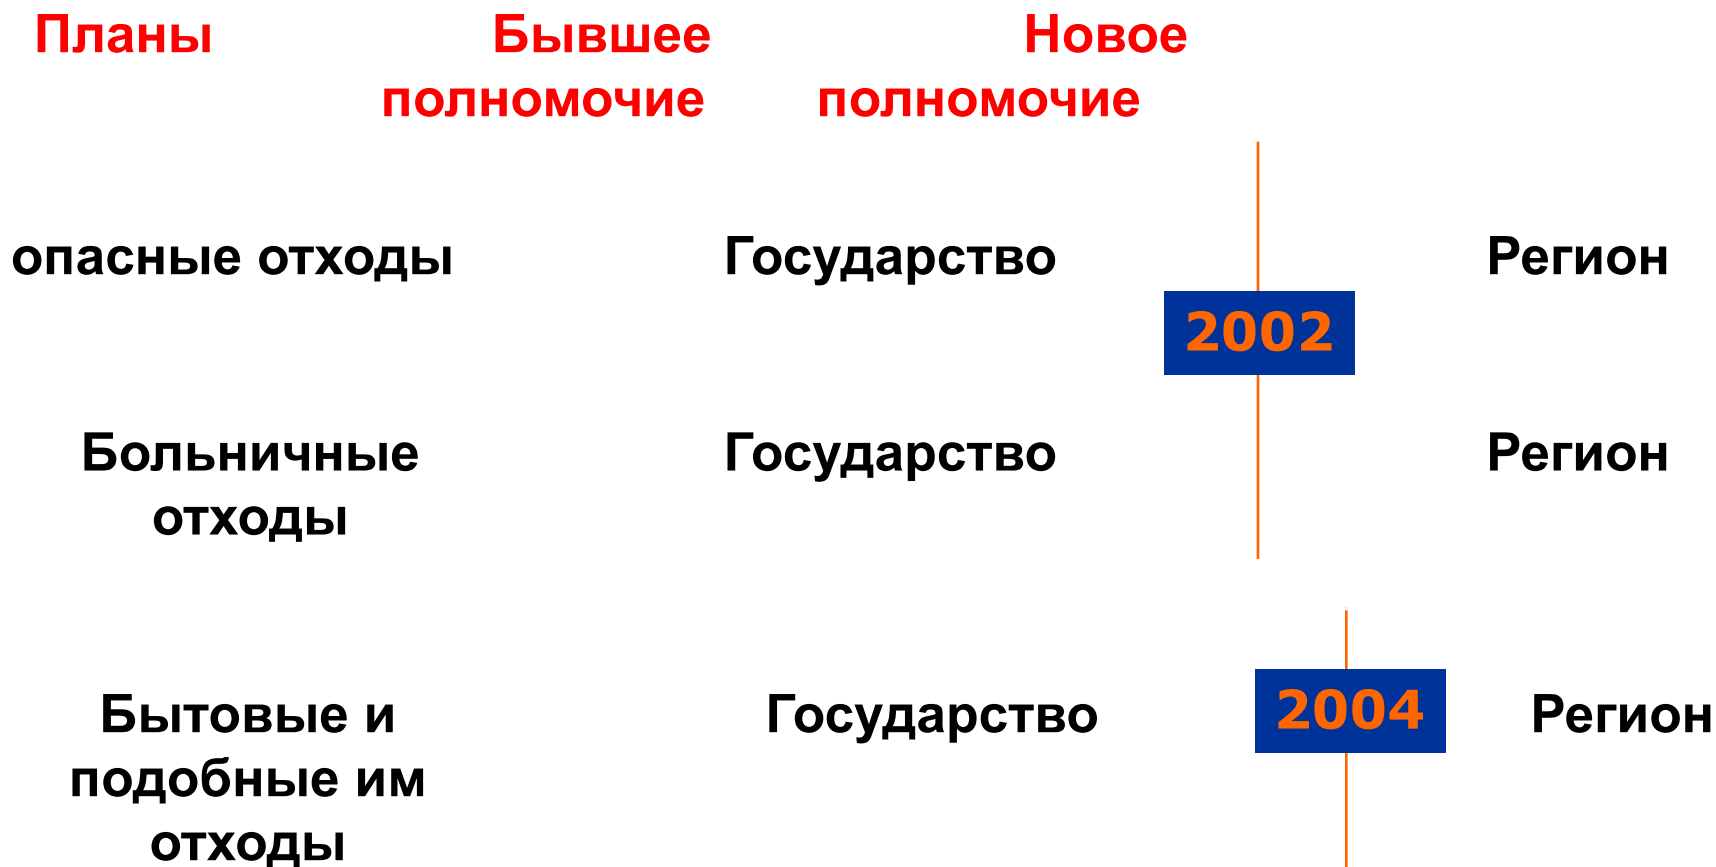 Планы Бывшее Новое
полномочие полномочие
опасные отходы Государство Регион
2002
Больничные Государство Регион
отходы
Бытовые и Государство 2004 Регион
подобные им
отходы